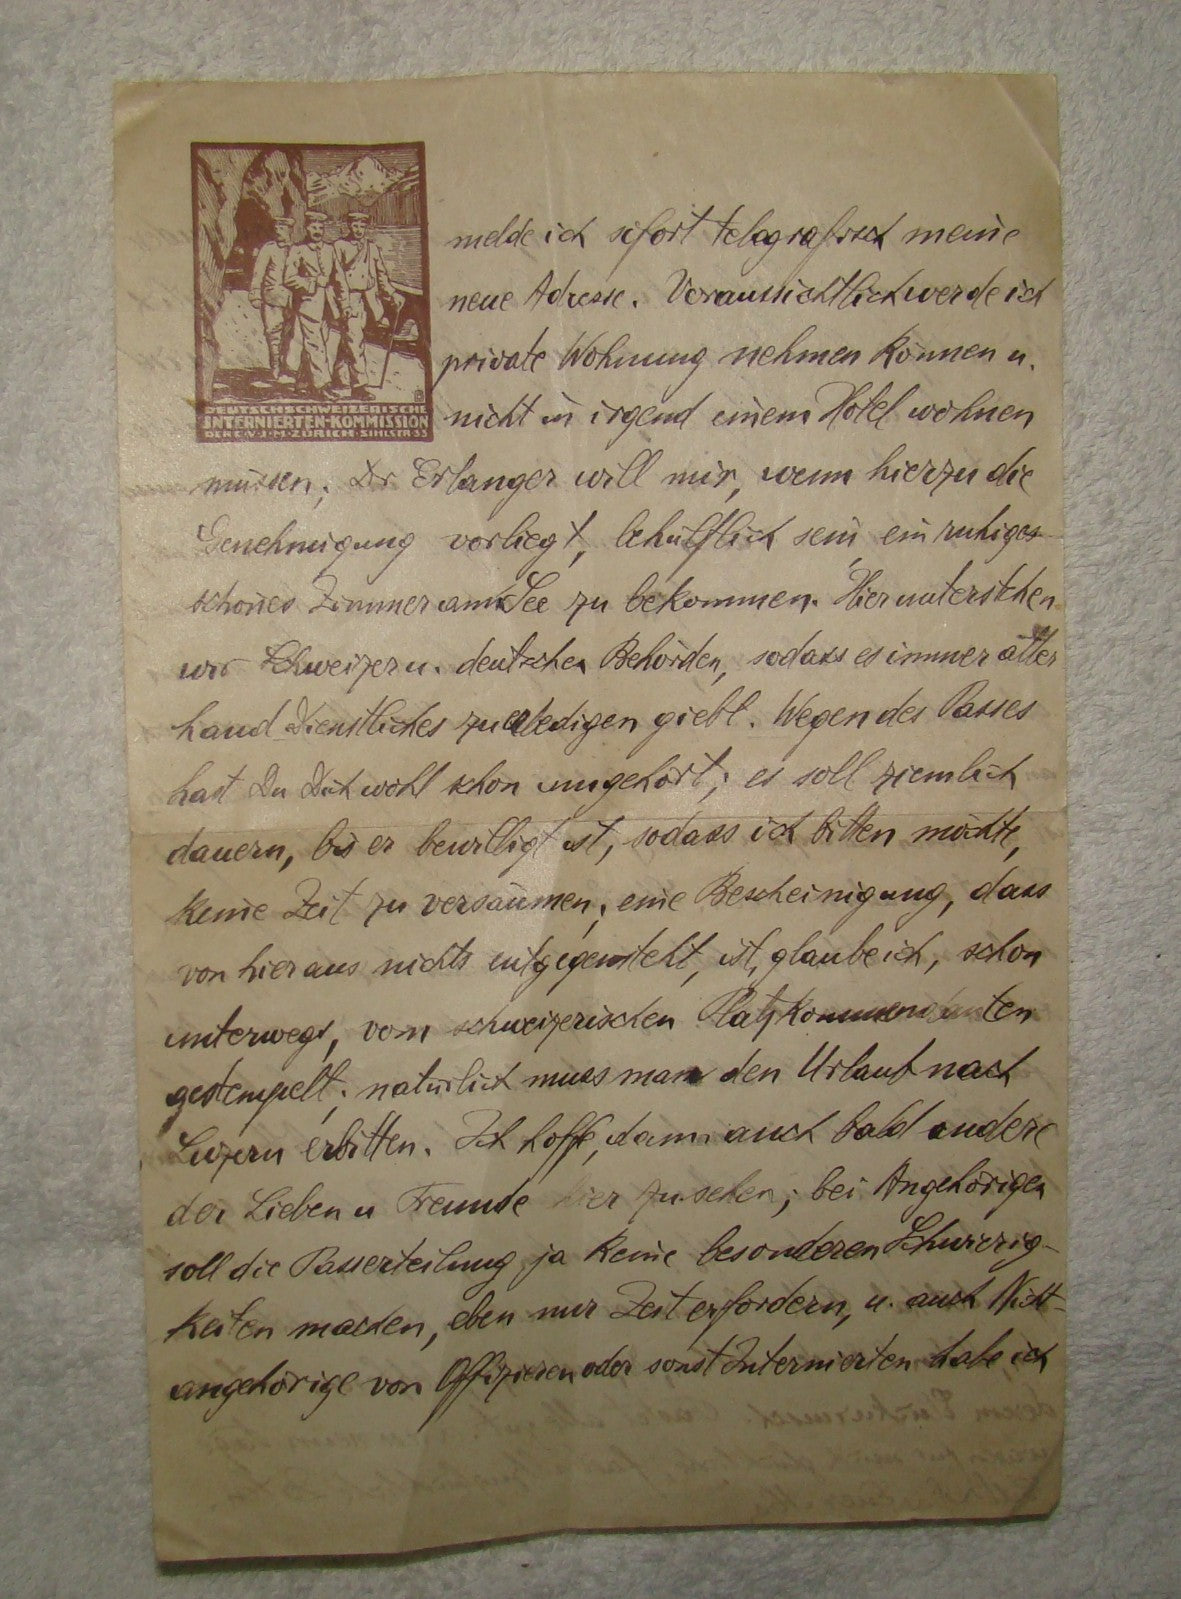 DEUTSCHSCHWEIZERISCHE
INTERNIERTEN-KOMMISSION
DER C.V.J.M. ZÜRICH. SIHLSTR 33
melde ich sofort telegrafisch meine
neue Adresse. Voraussichtlich werde ich
private Wohnung nehmen können u.
nicht in irgend einem Hotel wohnen
müssen; Dr Erlanger will mir, wenn hierzu die
Genehmigung vorliegt, behülflich sein, ein ruhiges
schönes Zimmer am See zu bekommen. Hier unterstehen
wir Schweizer u. deutschen Behörden, sodass es immer aller
hand Dienstliches zu erledigen giebt. Wegen des Passes
hast Du Dich wohl schon umgehört; es soll ziemlich
dauern, bis er bewilligt ist, sodass ich bitten möchte,
keine Zeit zu versäumen; eine Bescheinigung, dass
von hier aus nichts entgegensteht, ist, glaube ich, schon
unterwegs, vom schweizerischen Platzkommandanten
gestempelt; natürlich muss man den Urlaub nach
Luzern erbitten. Ich hoffe, dann auch bald andere
der Lieben u Freunde hier zu sehen; bei Angehörigen
soll die Passerteilung ja keine besonderen Schwierig-
keiten machen, eben nur Zeit erfordern, u. auch Nicht-
angehörige von Offizieren oder sonst Internierten habe ich